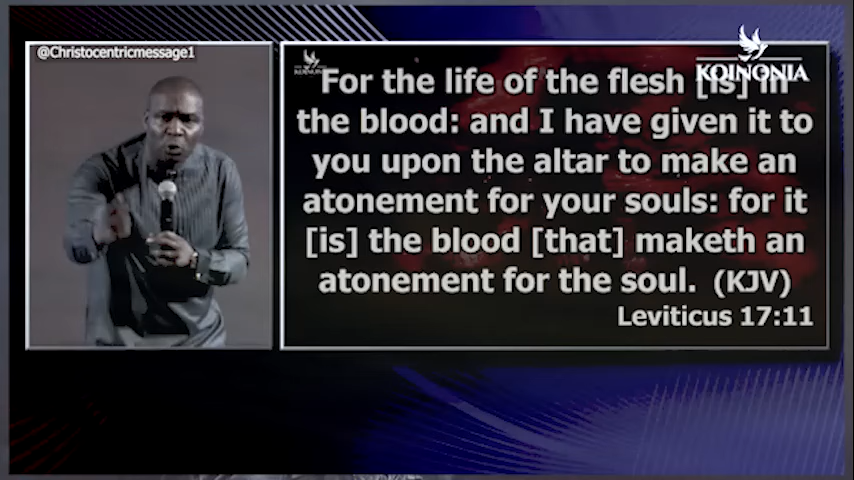 @Christocentricmessage1
KOINONIA
KOINONIA
For the life of the flesh [is] in
the blood: and I have given it to
you upon the altar to make an
atonement for your souls: for it
[is] the blood [that] maketh an
atonement for the soul. (KJV)
Leviticus 17:11